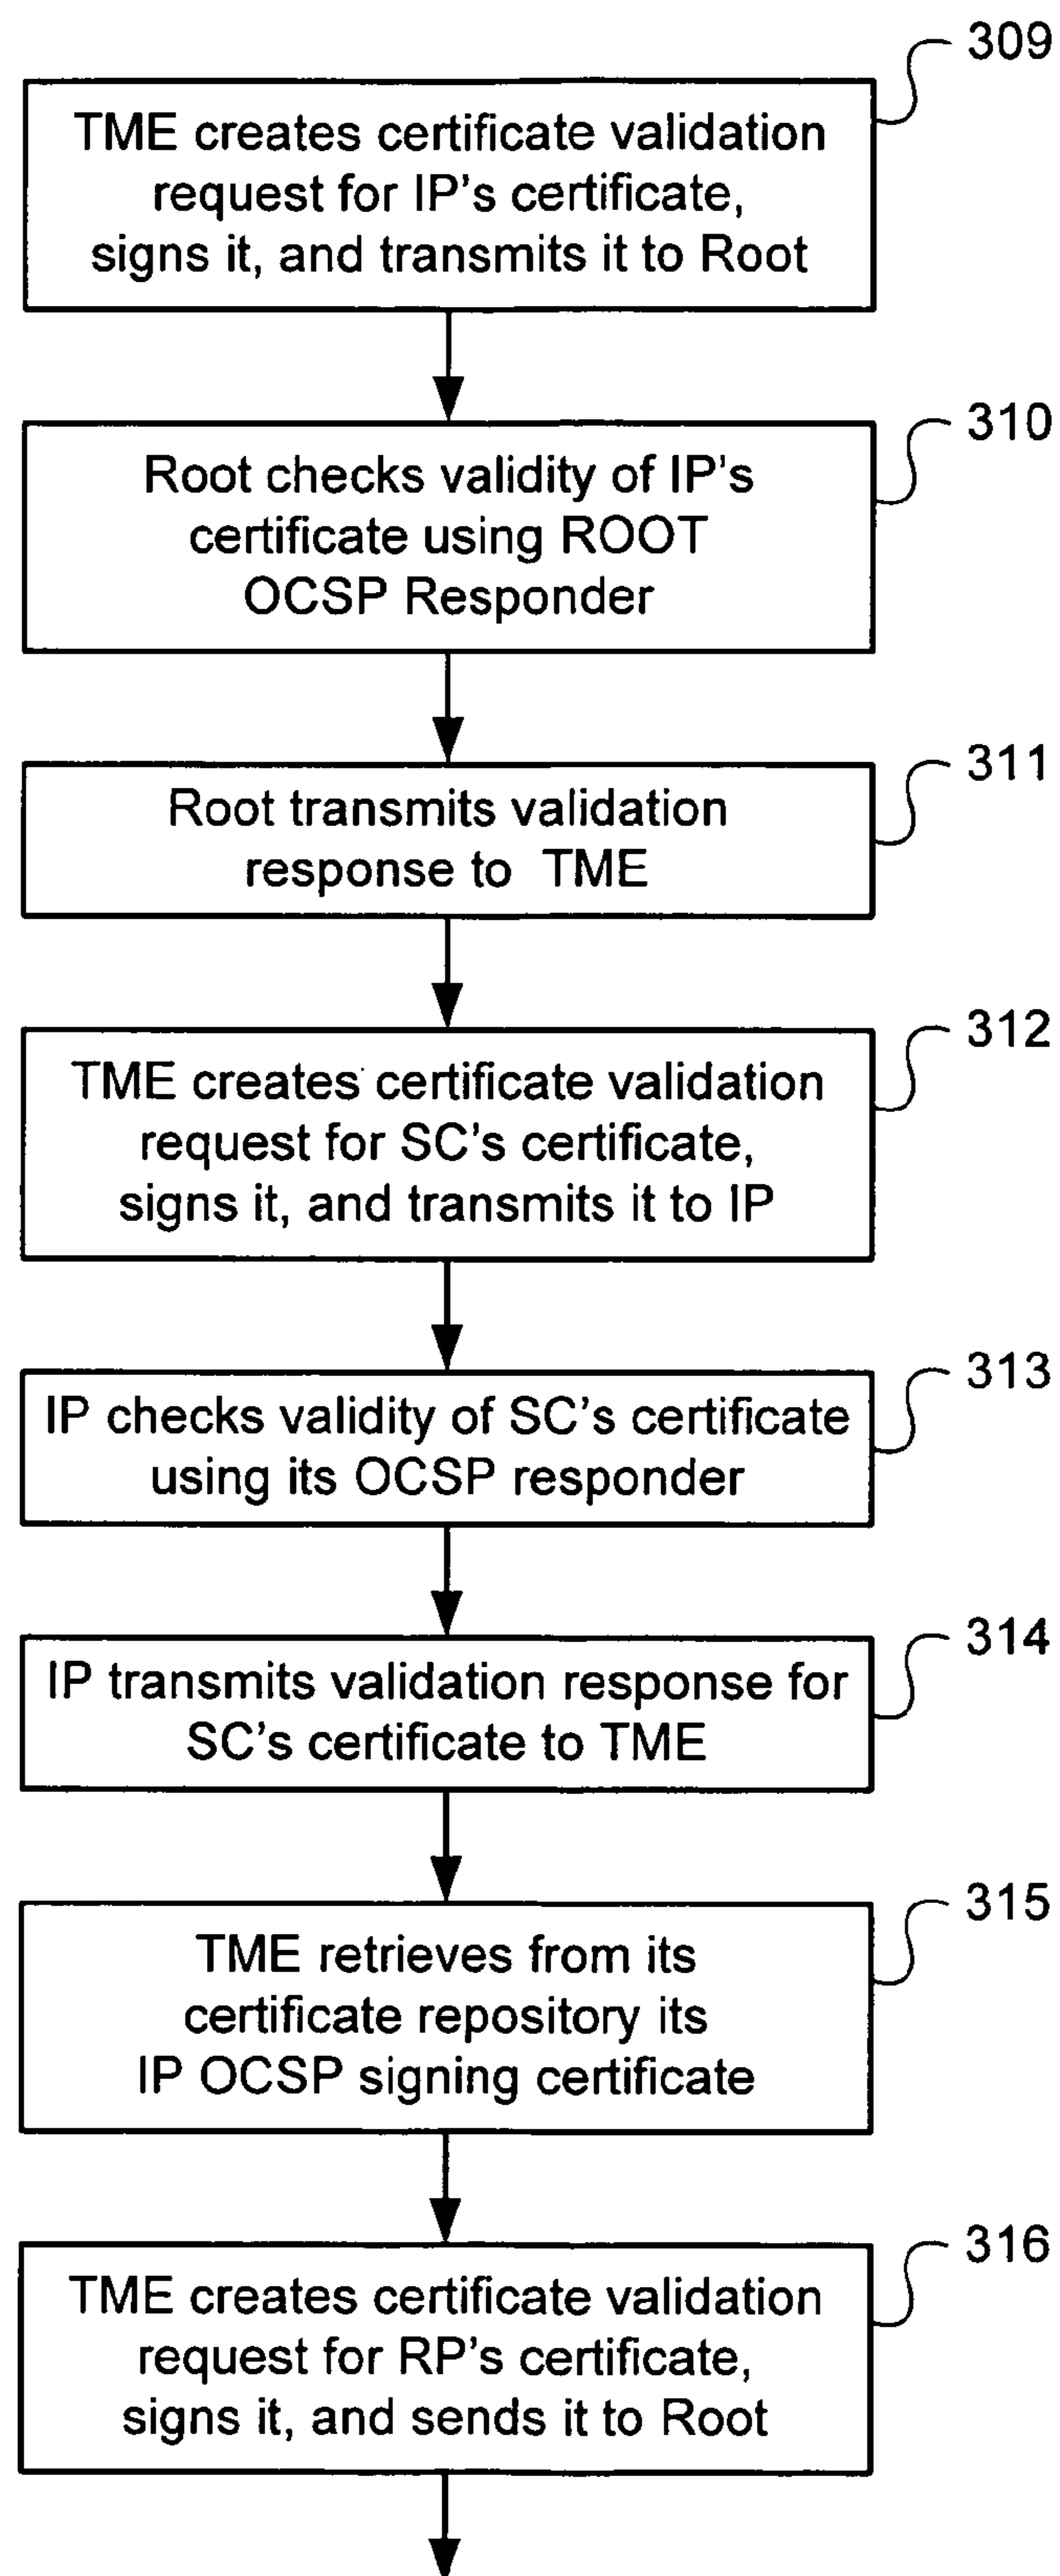 309
TME creates certificate validation
request for IP's certificate,
signs it, and transmits it to Root
310
Root checks validity of IP's
certificate using ROOT
OCSP Responder
311
Root transmits validation
response to TME
312
TME creates certificate validation
request for SC's certificate,
signs it, and transmits it to IP
313
IP checks validity of SC's certificate
using its OCSP responder
314
IP transmits validation response for
SC's certificate to TME
315
TME retrieves from its
certificate repository its
IP OCSP signing certificate
316
TME creates certificate validation
request for RP's certificate,
signs it, and sends it to Root